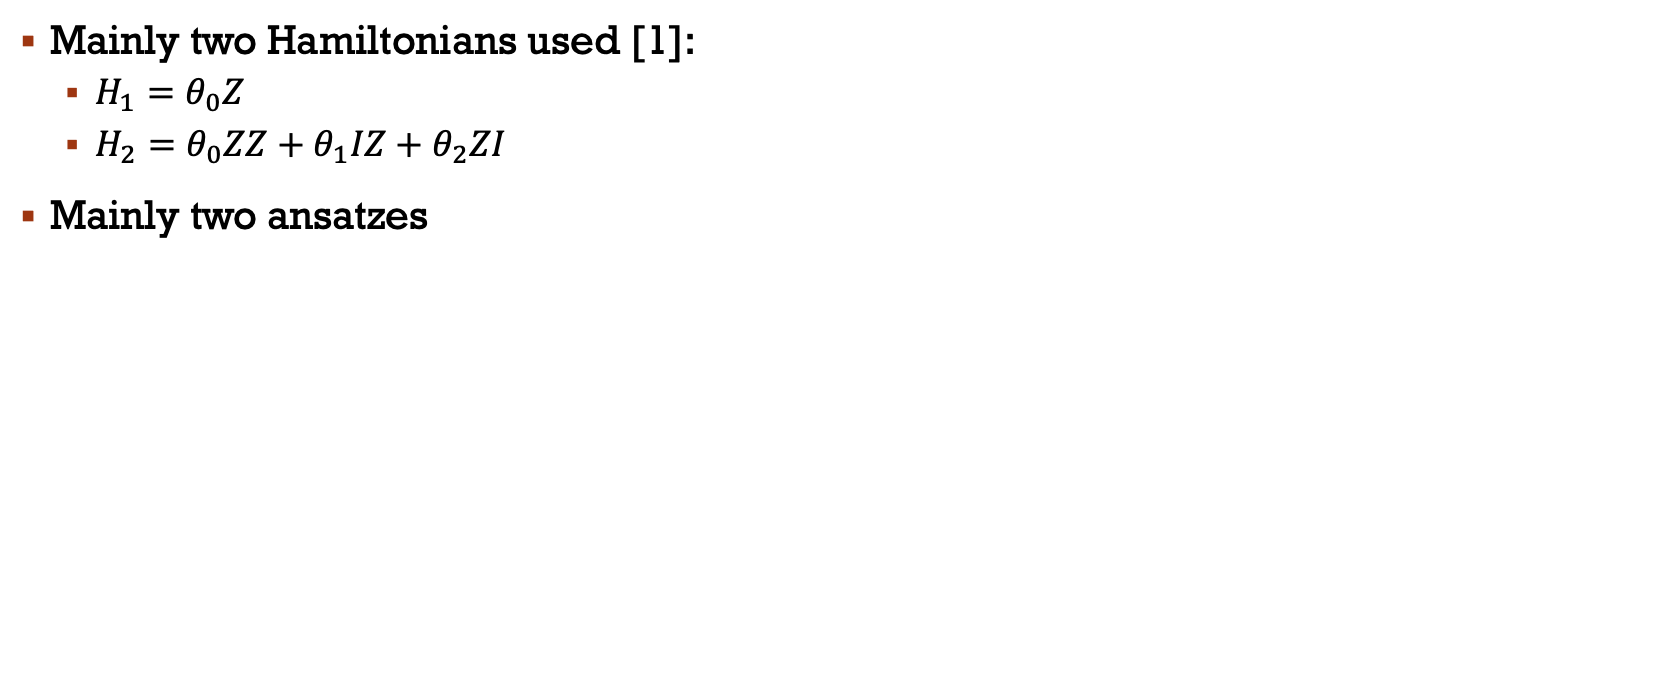 ▪ Mainly two Hamiltonians used [1]:
▪ H₁ = θ₀Z
▪ H₂ = θ₀ZZ + θ₁IZ + θ₂ZI
▪ Mainly two ansatzes